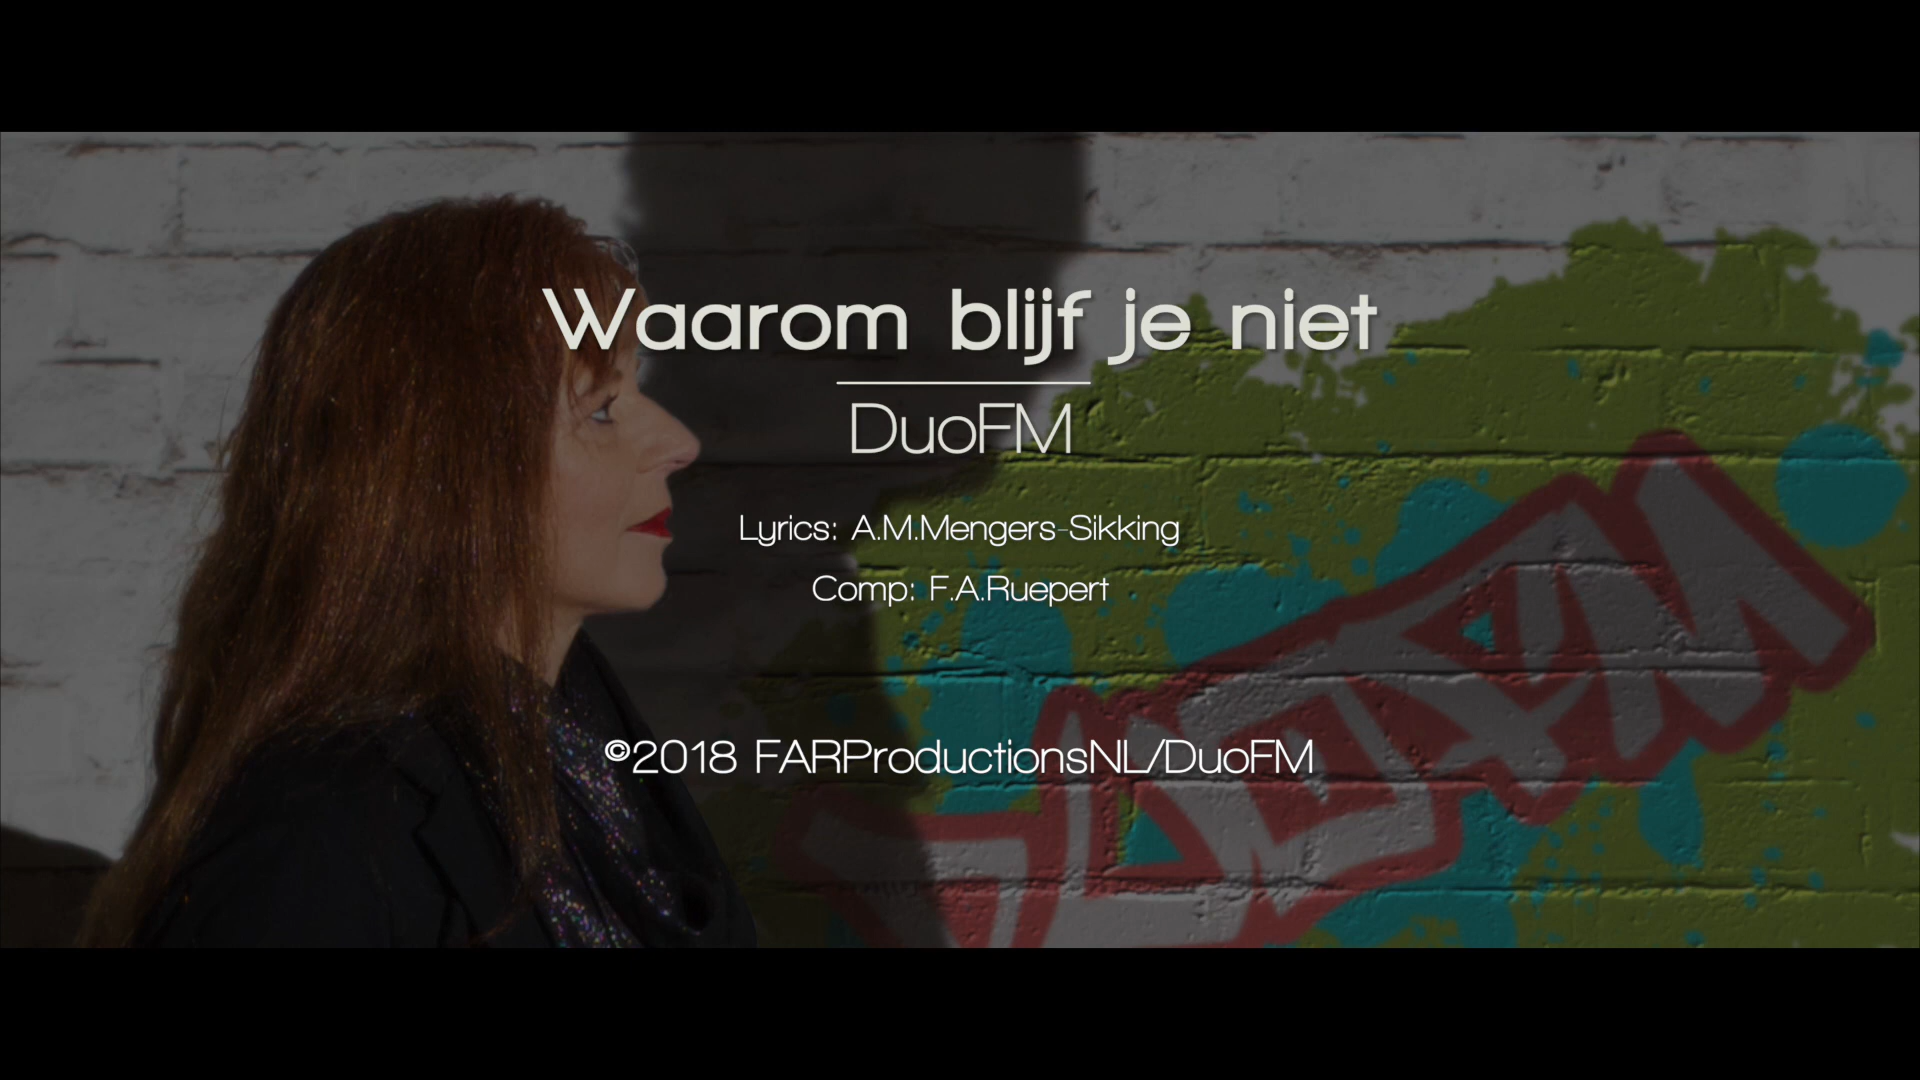 Waarom blijf je niet
DuoFM
Lyrics: A.M.Mengers-Sikking
Comp: F.A.Ruepert
©2018 FARProductionsNL/DuoFM